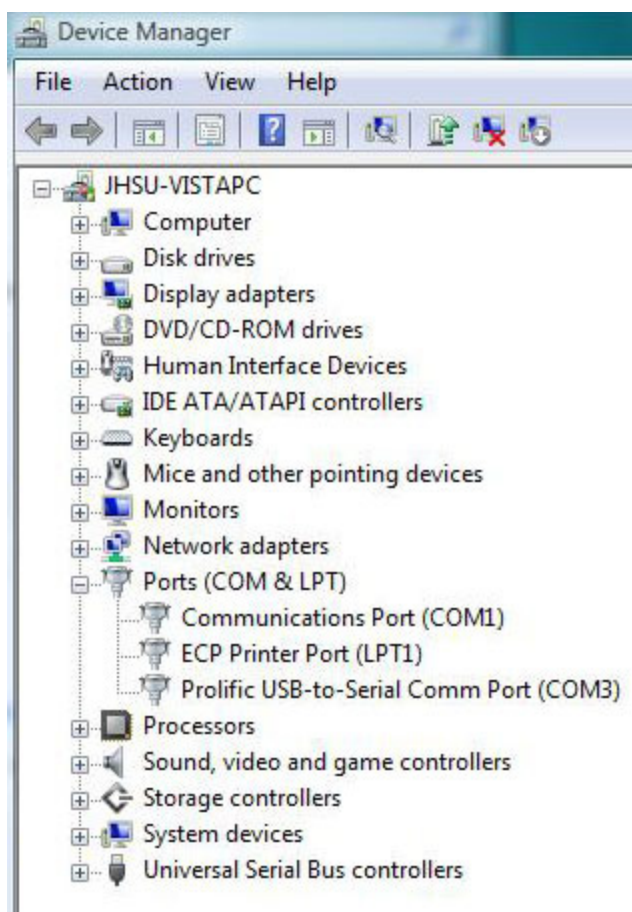 Device Manager
File Action View Help
JHSU-VISTAPC
Computer
Disk drives
Display adapters
DVD/CD-ROM drives
Human Interface Devices
IDE ATA/ATAPI controllers
Keyboards
Mice and other pointing devices
Monitors
Network adapters
Ports (COM & LPT)
Communications Port (COM1)
ECP Printer Port (LPT1)
Prolific USB-to-Serial Comm Port (COM3)
Processors
Sound, video and game controllers
Storage controllers
System devices
Universal Serial Bus controllers